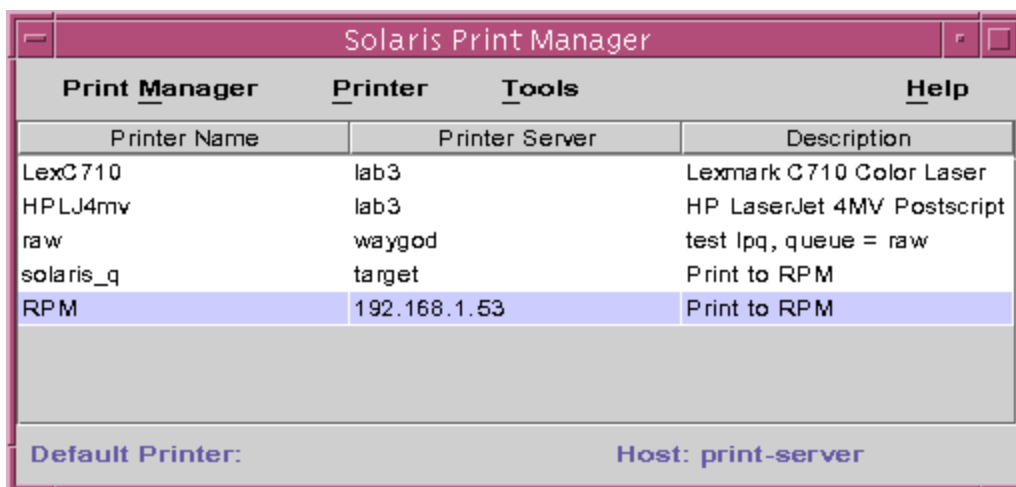 Solaris Print Manager
Print Manager Printer Tools Help
Printer Name Printer Server Description
LexC710 lab3 Lexmark C710 Color Laser
HPLJ4mv lab3 HP LaserJet 4MV Postscript
raw waygod test lpq, queue = raw
solaris_q target Print to RPM
RPM 192.168.1.53 Print to RPM
Default Printer: Host: print-server